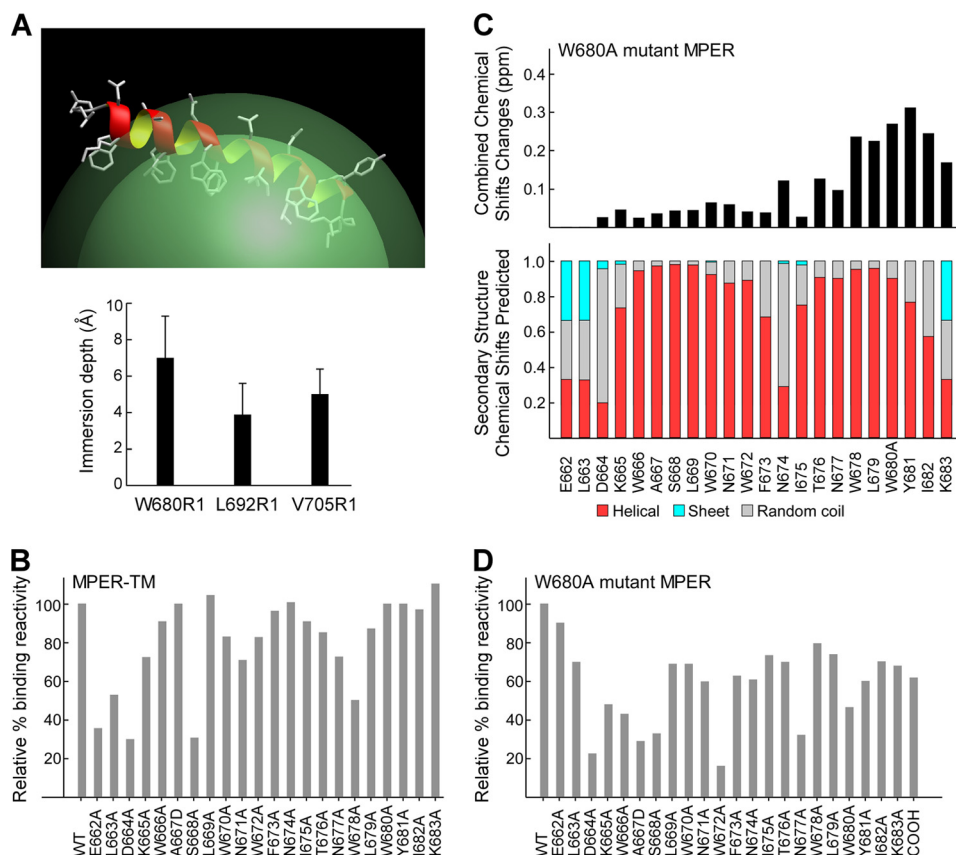 A
Immersion depth (Å)
10
8
6
4
2
0
W680R1 L692R1 V705R1
C
W680A mutant MPER
Combined Chemical
Shifts Changes (ppm)
0.4
0.3
0.2
0.1
Secondary Structure
Chemical Shifts Predicted
1.0
0.8
0.6
0.4
0.2
E662 L663 D664 K665 W666 A667 S668 L669 W670 N671 W672 F673 N674 I675 T676 N677 W678 L679 W680A Y681 I682 K683
Helical Sheet Random coil
B
MPER-TM
Relative % binding reactivity
100
80
60
40
20
WT E662A L663A D664A K665A W666A A667D S668A L669A W670A N671A W672A F673A N674A I675A T676A N677A W678A L679A W680A Y681A I682A K683A
D
W680A mutant MPER
Relative % binding reactivity
100
80
60
40
20
WT E662A L663A D664A K665A W666A A667D S668A L669A W670A N671A W672A F673A N674A I675A T676A N677A W678A L679A W680A Y681A I682A K683A COOH